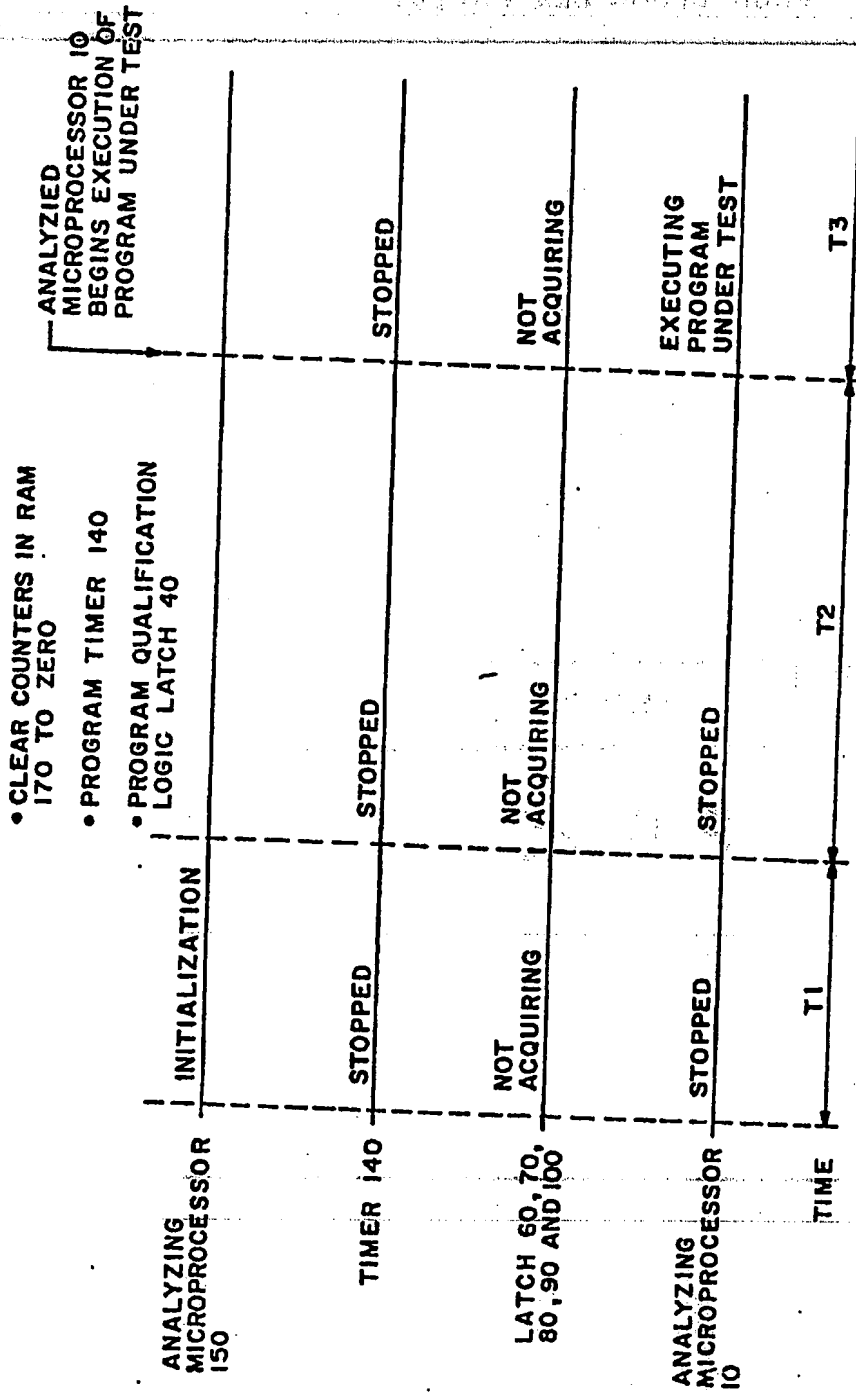 • CLEAR COUNTERS IN RAM
170 TO ZERO
• PROGRAM TIMER 140
• PROGRAM QUALIFICATION
LOGIC LATCH 40
ANALYZIED
MICROPROCESSOR 10
BEGINS EXECUTION OF
PROGRAM UNDER TEST
ANALYZING
MICROPROCESSOR
150
INITIALIZATION
TIMER 140
STOPPED
STOPPED
STOPPED
LATCH 60, 70,
80, 90 AND 100
NOT
ACQUIRING
NOT
ACQUIRING
NOT
ACQUIRING
ANALYZING
MICROPROCESSOR
10
STOPPED
STOPPED
EXECUTING
PROGRAM
UNDER TEST
TIME
T1
T2
T3